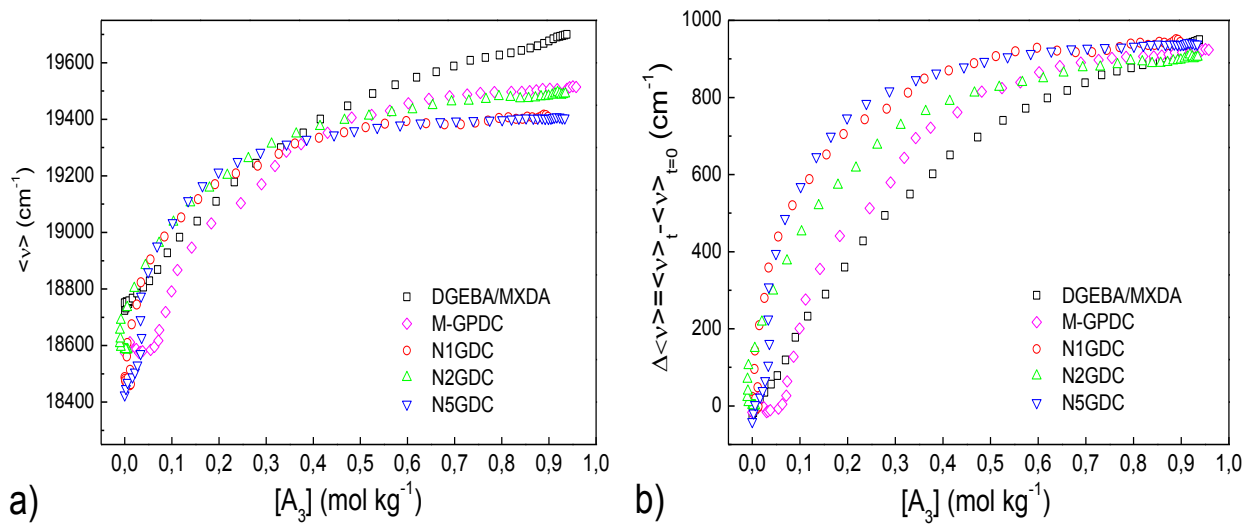 19600
19400
19200
19000
18800
18600
18400
<ν> (cm⁻¹)
DGEBA/MXDA
M-GPDC
N1GDC
N2GDC
N5GDC
0,0 0,1 0,2 0,3 0,4 0,5 0,6 0,7 0,8 0,9 1,0
[A₃] (mol kg⁻¹)
a)
1000
800
600
400
200
0
Δ<ν>=<ν>ₜ-<ν>ₜ₌₀ (cm⁻¹)
DGEBA/MXDA
M-GPDC
N1GDC
N2GDC
N5GDC
0,0 0,1 0,2 0,3 0,4 0,5 0,6 0,7 0,8 0,9 1,0
[A₃] (mol kg⁻¹)
b)